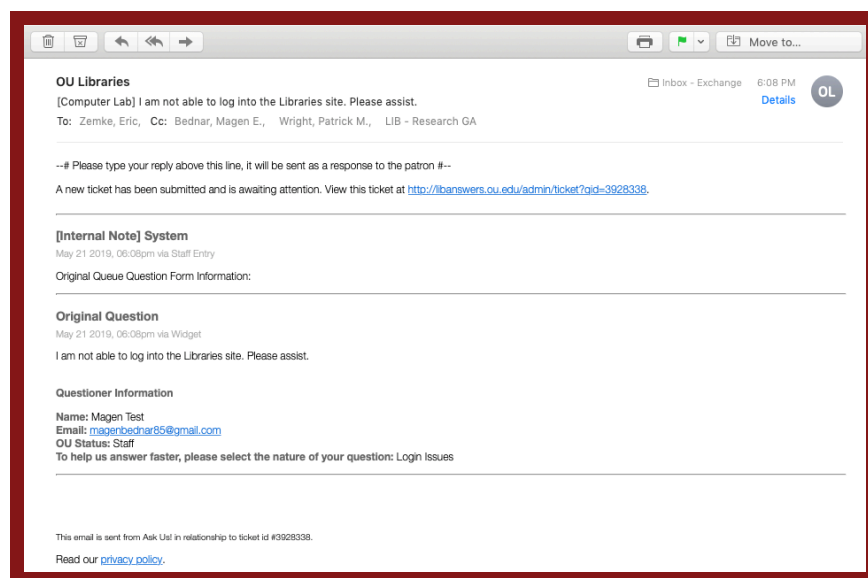 Move to...
OU Libraries
Inbox - Exchange 6:08 PM
OL
[Computer Lab] I am not able to log into the Libraries site. Please assist.
Details
To: Zemke, Eric, Cc: Bednar, Magen E., Wright, Patrick M., LIB - Research GA
--# Please type your reply above this line, it will be sent as a response to the patron #--
A new ticket has been submitted and is awaiting attention. View this ticket at http://libanswers.ou.edu/admin/ticket?qid=3928338.
[Internal Note] System
May 21 2019, 06:08pm via Staff Entry
Original Queue Question Form Information:
Original Question
May 21 2019, 06:08pm via Widget
I am not able to log into the Libraries site. Please assist.
Questioner Information
Name: Magen Test
Email: magenbednar85@gmail.com
OU Status: Staff
To help us answer faster, please select the nature of your question: Login Issues
This email is sent from Ask Us! in relationship to ticket id #3928338.
Read our privacy policy.